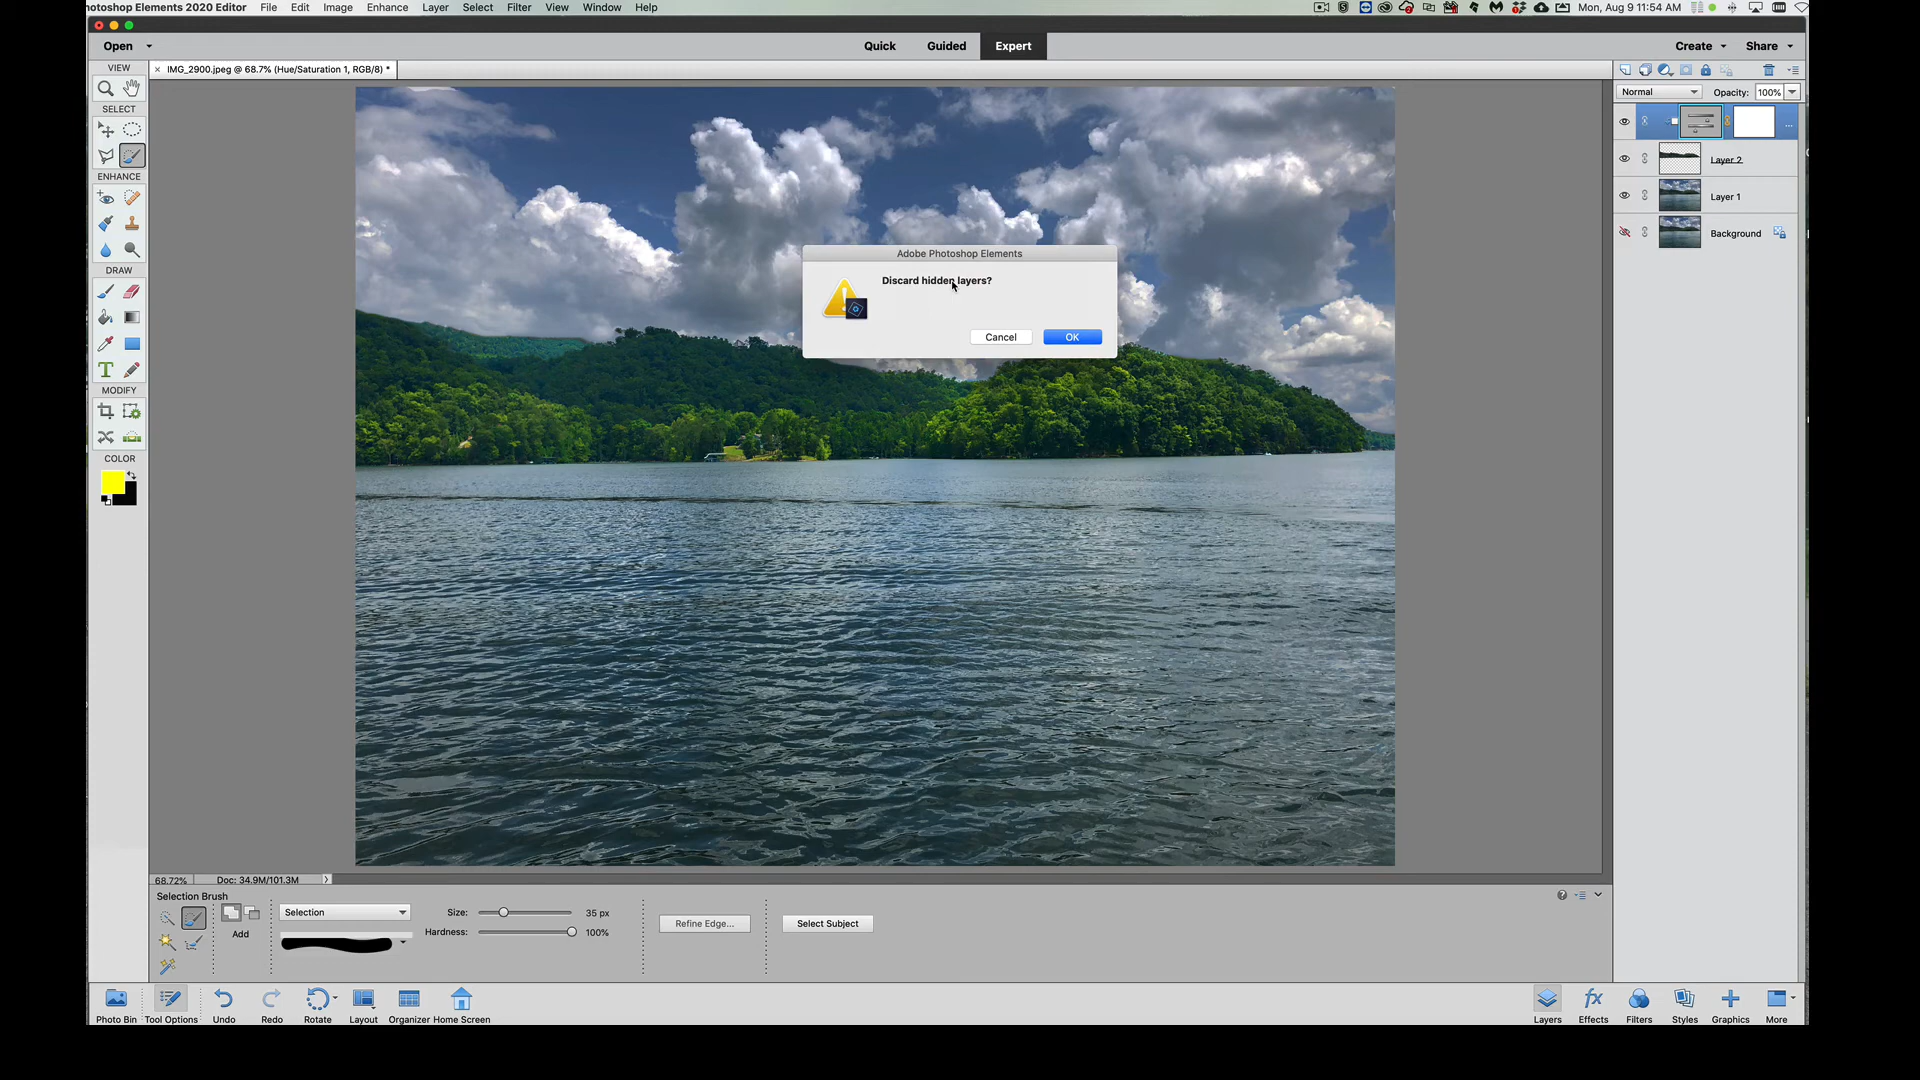 hotoshop Elements 2020 Editor File Edit Image Enhance Layer Select Filter View Window Help Mon, Aug 9 11:54 AM
Open Quick Guided Expert Create Share
VIEW × IMG_2900.jpeg @ 68.7% (Hue/Saturation 1, RGB/8) *
Normal Opacity: 100%
SELECT
...
Layer 2
ENHANCE
Layer 1
Background
Adobe Photoshop Elements
DRAW
Discard hidden layers?
Cancel OK
T
MODIFY
COLOR
68.72% Doc: 34.9M/101.3M
Selection Brush
Selection Size: 35 px
Add Hardness: 100% Refine Edge... Select Subject
Photo Bin Tool Options Undo Redo Rotate Layout Organizer Home Screen Layers Effects Filters Styles Graphics More